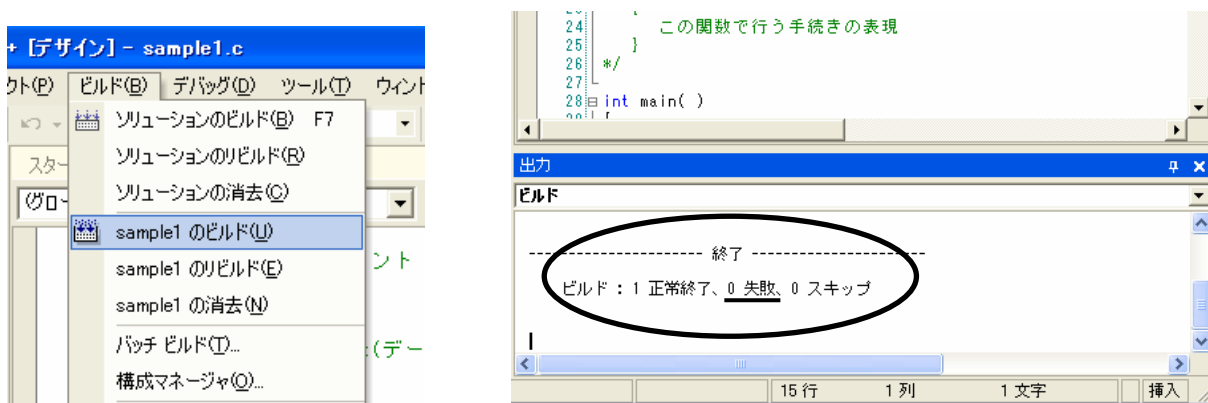 [デザイン] - sample1.c
クト(P) ビルド(B) デバッグ(D) ツール(T) ウィント
ソリューションのビルド(B) F7
ソリューションのリビルド(R)
スター
ソリューションの消去(C)
(グロー
sample1 のビルド(U)
ント
sample1 のリビルド(E)
sample1 の消去(N)
バッチ ビルド(T)...
(デー
構成マネージャ(O)...
24 この関数で行う手続きの表現
25 }
26 */
27
28 int main( )
出力
ビルド
---------------------- 終了 ----------------------
ビルド : 1 正常終了、0 失敗、0 スキップ
15 行 1 列 1 文字 挿入